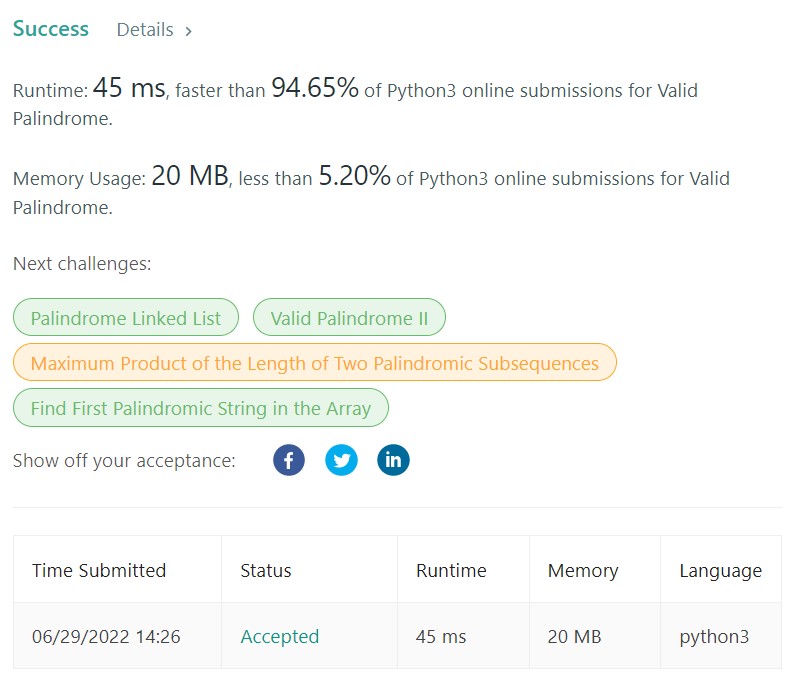 Success Details >
Runtime: 45 ms, faster than 94.65% of Python3 online submissions for Valid
Palindrome.
Memory Usage: 20 MB, less than 5.20% of Python3 online submissions for Valid
Palindrome.
Next challenges:
Palindrome Linked List Valid Palindrome II
Maximum Product of the Length of Two Palindromic Subsequences
Find First Palindromic String in the Array
Show off your acceptance: f in
Time Submitted Status Runtime Memory Language
06/29/2022 14:26 Accepted 45 ms 20 MB python3